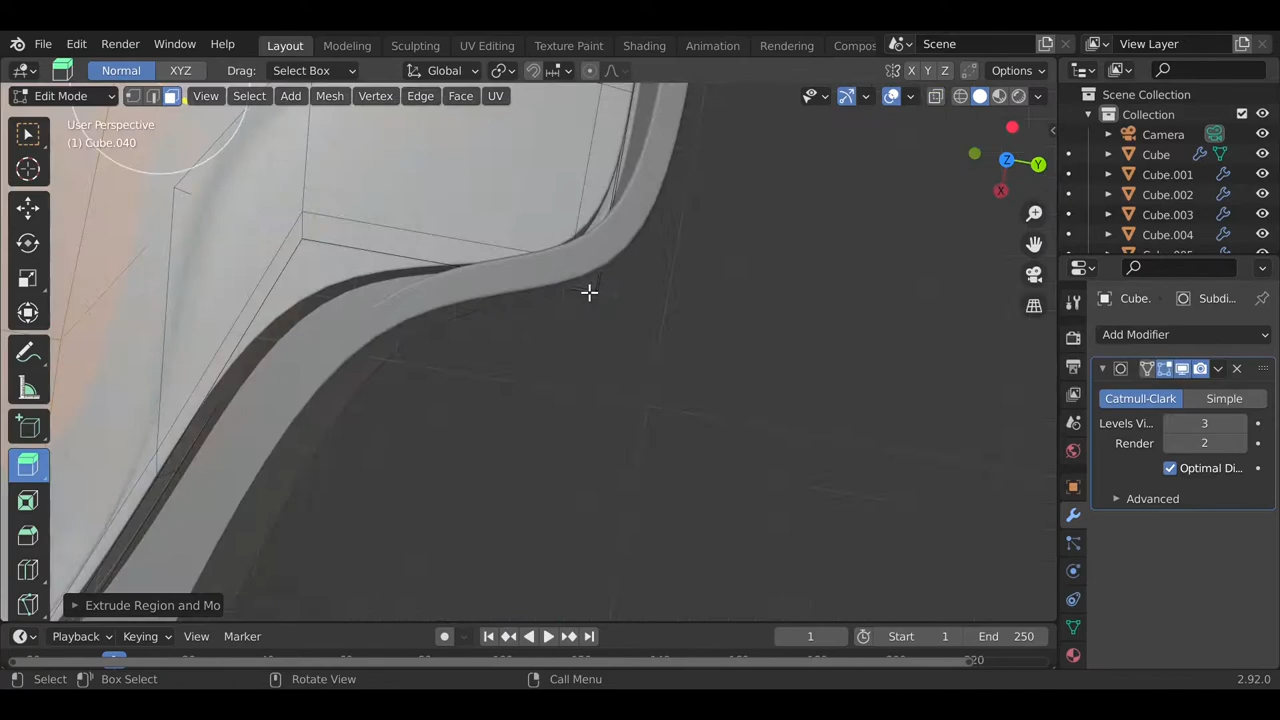 File Edit Render Window Help Layout Modeling Sculpting UV Editing Texture Paint Shading Animation Rendering Compos Scene View Layer
Normal XYZ Drag: Select Box Global X Y Z Options
Edit Mode View Select Add Mesh Vertex Edge Face UV
User Perspective
(1) Cube.040
Scene Collection
Collection
Camera
Cube
Cube.001
Cube.002
Cube.003
Cube.004
Z Y
X
Cube. Subdi...
Add Modifier
Catmull-Clark Simple
Levels Vi... 3
Render 2
Optimal Di...
Advanced
Extrude Region and Mo
Playback Keying View Marker 1 Start 1 End 250
Select Box Select Rotate View Call Menu 2.92.0